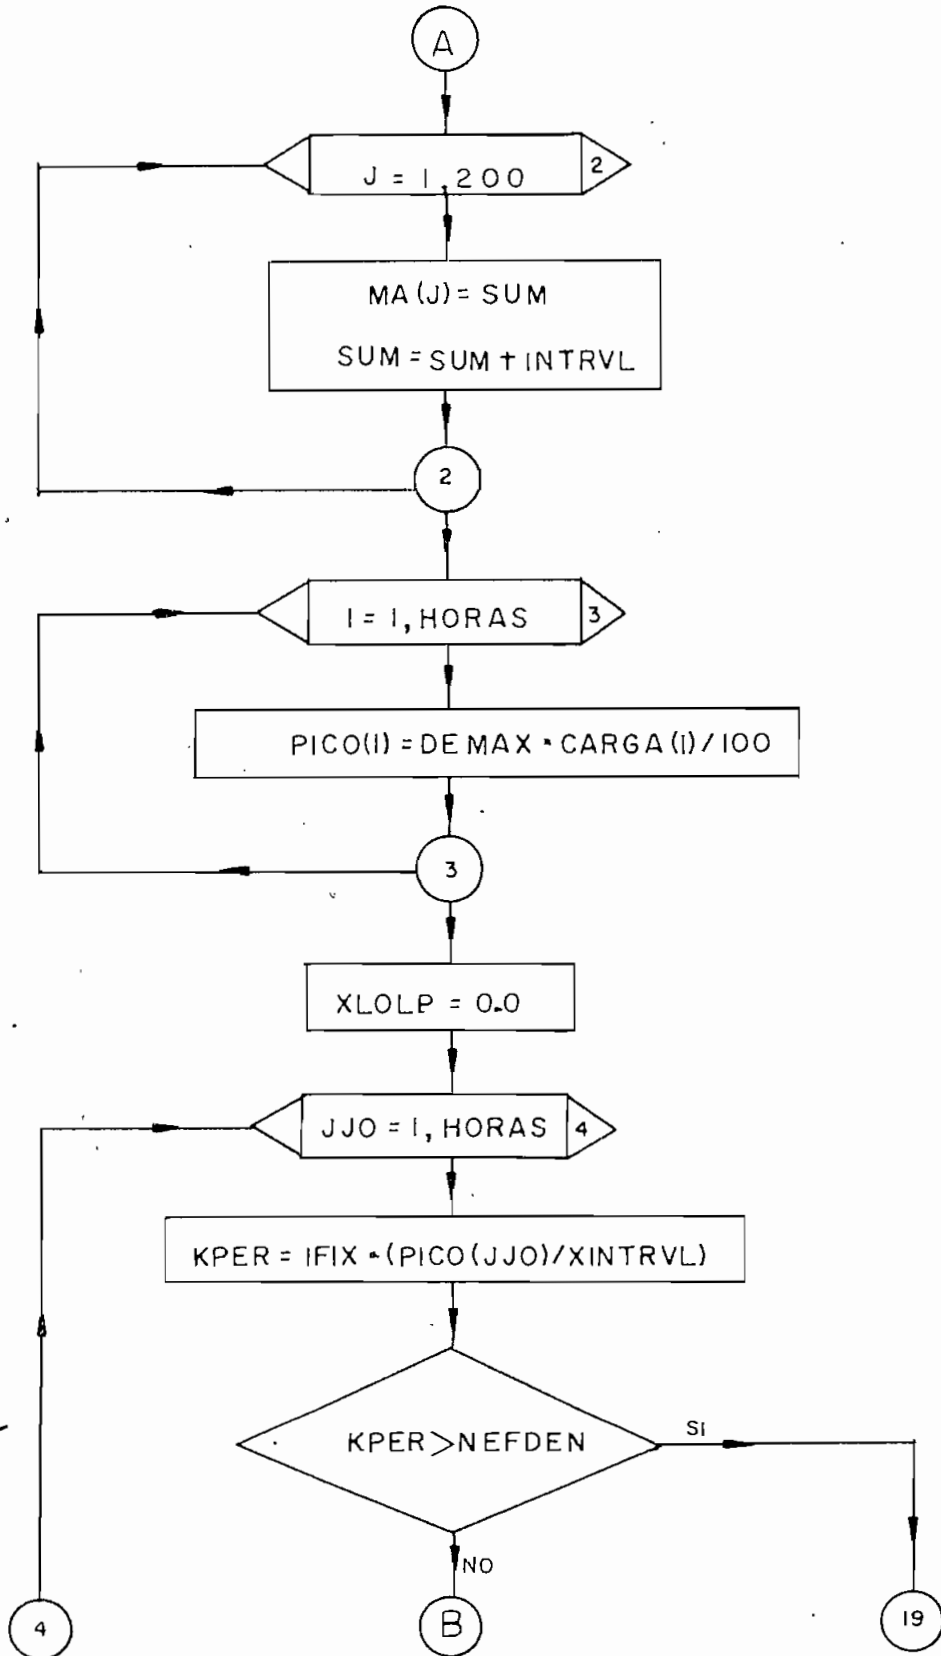 A
J = 1,200 2
MA(J)= SUM
SUM = SUM + INTRVL
2
I = 1, HORAS 3
PICO(I) = DEMAX * CARGA(I)/100
3
XLOLP = 0.0
JJO = 1, HORAS 4
KPER = IFIX *(PICO(JJO)/XINTRVL)
KPER>NEFDEN
SI
NO
4
B
19